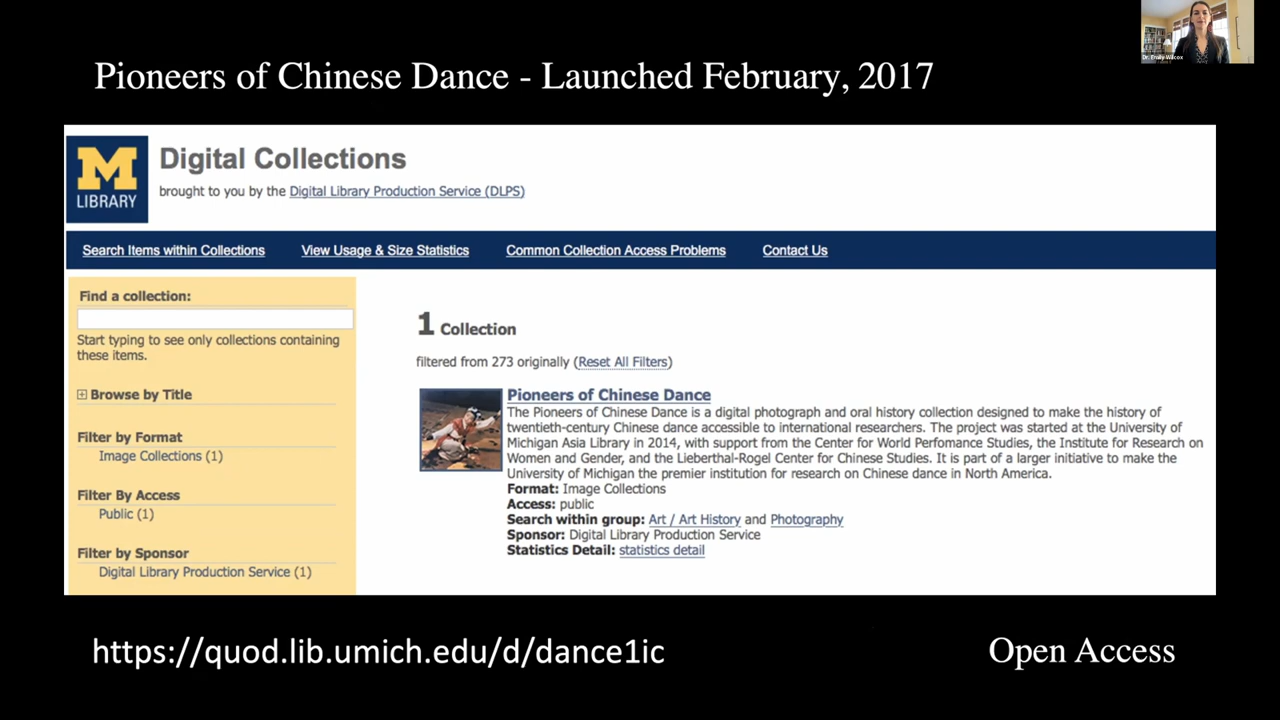 Dr. Emily Wilcox
Pioneers of Chinese Dance - Launched February, 2017
M
LIBRARY
Digital Collections
brought to you by the Digital Library Production Service (DLPS)
Search Items within Collections View Usage & Size Statistics Common Collection Access Problems Contact Us
Find a collection:
Start typing to see only collections containing
these items.
Browse by Title
Filter by Format
Image Collections (1)
Filter By Access
Public (1)
Filter by Sponsor
Digital Library Production Service (1)
1 Collection
filtered from 273 originally (Reset All Filters)
Pioneers of Chinese Dance
The Pioneers of Chinese Dance is a digital photograph and oral history collection designed to make the history of
twentieth-century Chinese dance accessible to international researchers. The project was started at the University of
Michigan Asia Library in 2014, with support from the Center for World Perfomance Studies, the Institute for Research on
Women and Gender, and the Lieberthal-Rogel Center for Chinese Studies. It is part of a larger initiative to make the
University of Michigan the premier institution for research on Chinese dance in North America.
Format: Image Collections
Access: public
Search within group: Art / Art History and Photography
Sponsor: Digital Library Production Service
Statistics Detail: statistics detail
https://quod.lib.umich.edu/d/dance1ic
Open Access